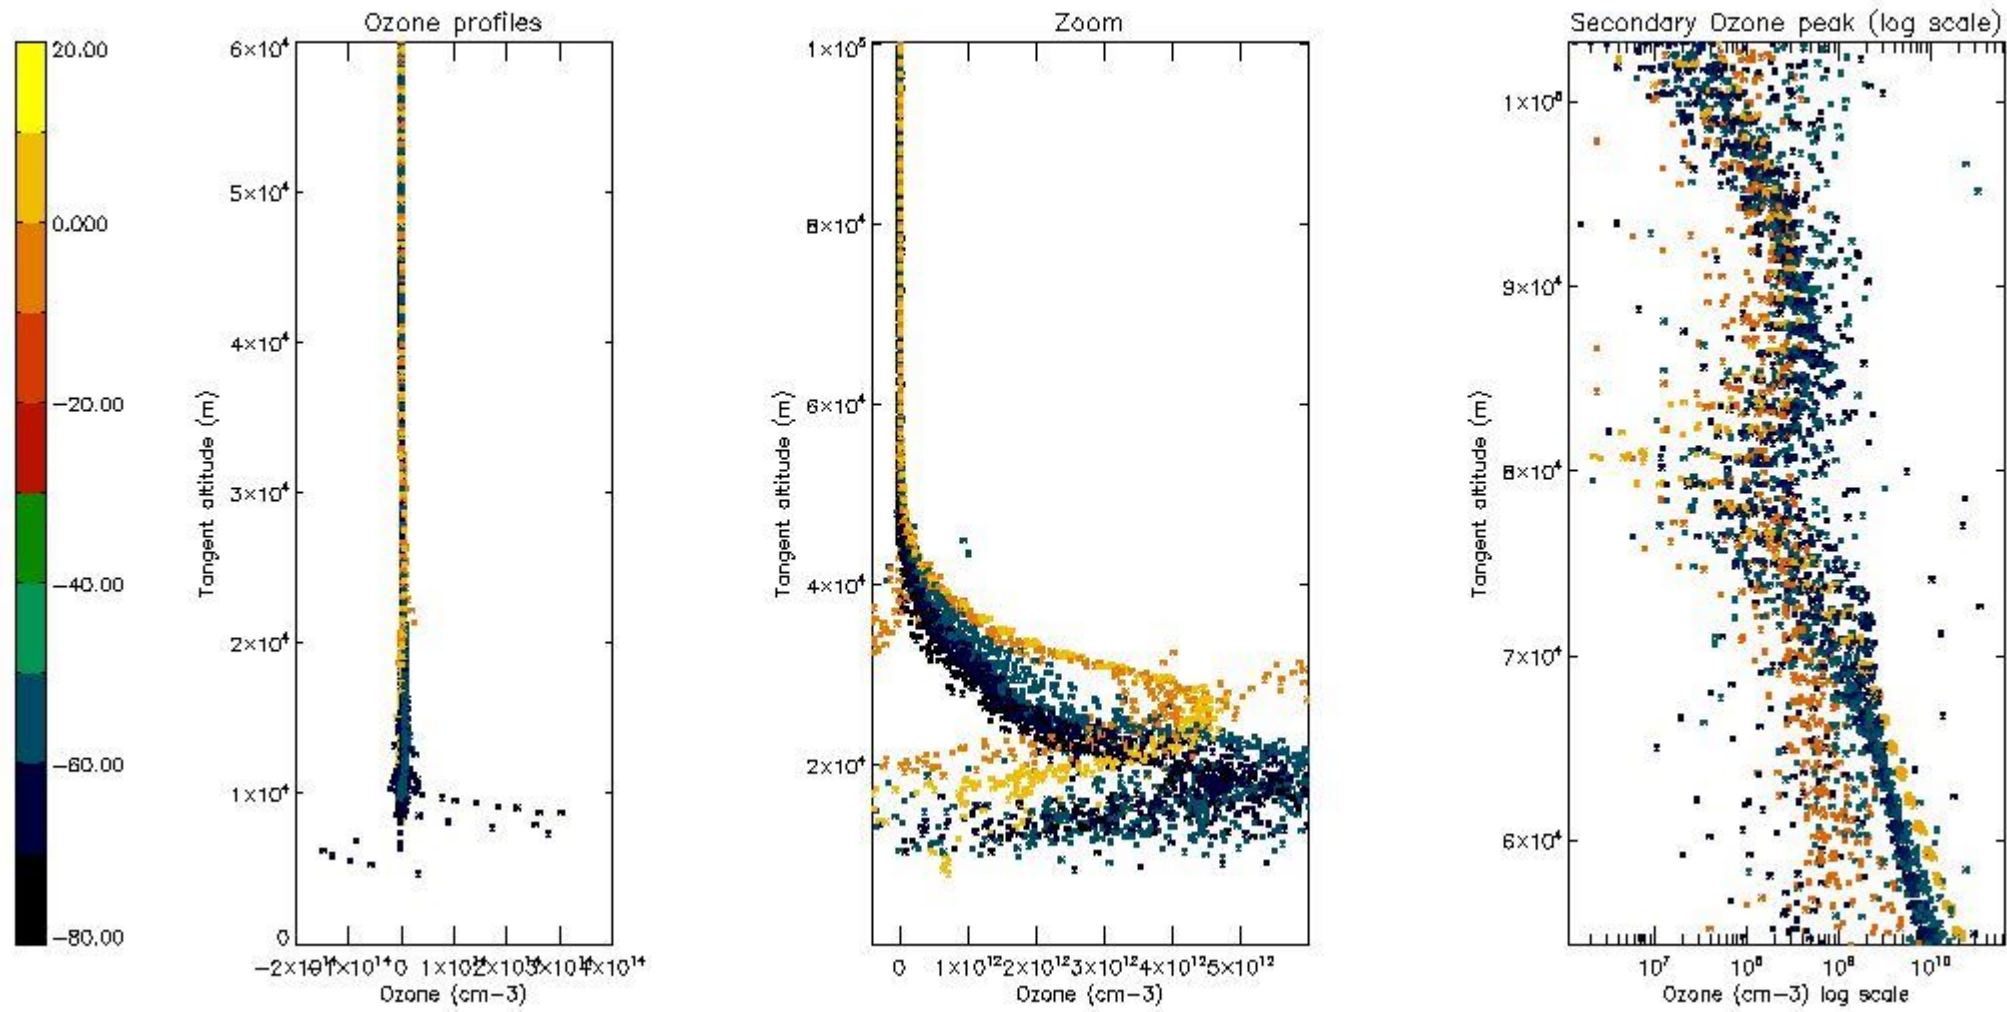 Ozone profiles
Zoom
Secondary Ozone peak (log scale)
20.00
0.000
−20.00
−40.00
−60.00
−80.00
6×10⁴
5×10⁴
4×10⁴
3×10⁴
2×10⁴
1×10⁴
0
Tangent altitude (m)
0
Ozone (cm−3)
1×10⁵
8×10⁴
6×10⁴
4×10⁴
2×10⁴
Tangent altitude (m)
0 1×10¹² 2×10¹² 3×10¹² 4×10¹² 5×10¹²
Ozone (cm−3)
1×10⁵
9×10⁴
8×10⁴
7×10⁴
6×10⁴
Tangent altitude (m)
10⁷ 10⁸ 10⁹ 10¹⁰
Ozone (cm−3) log scale